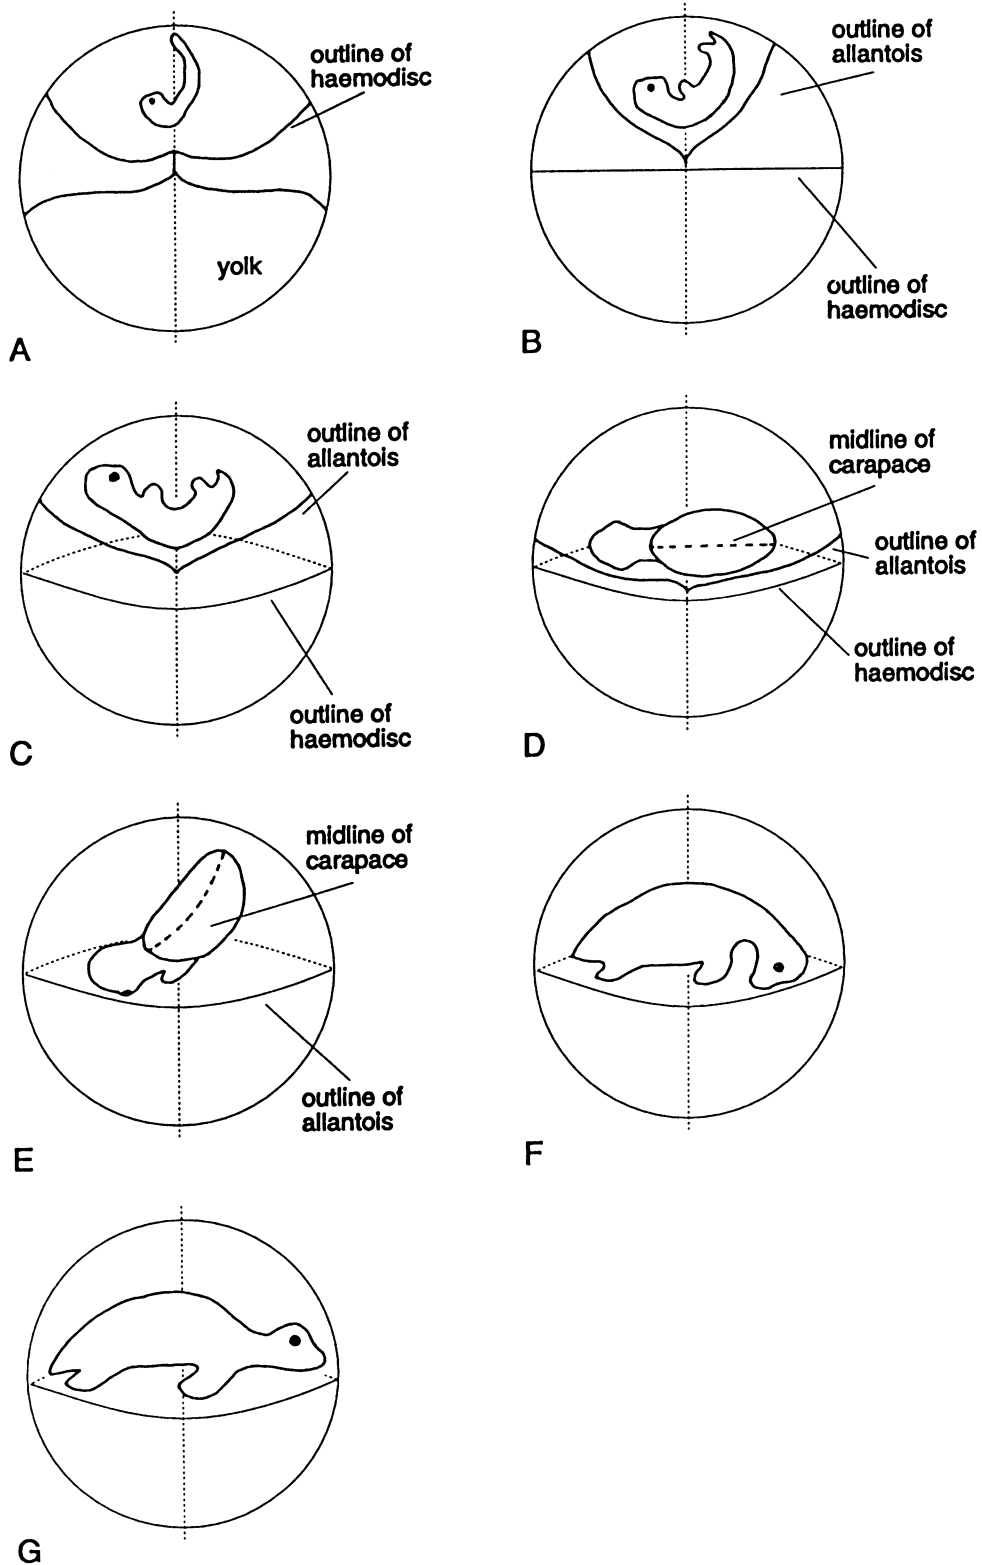 outline of
haemodisc
yolk
A
outline of
allantois
outline of
haemodisc
B
outline of
allantois
outline of
haemodisc
C
midline of
carapace
outline of
allantois
outline of
haemodisc
D
midline of
carapace
outline of
allantois
E
F
G